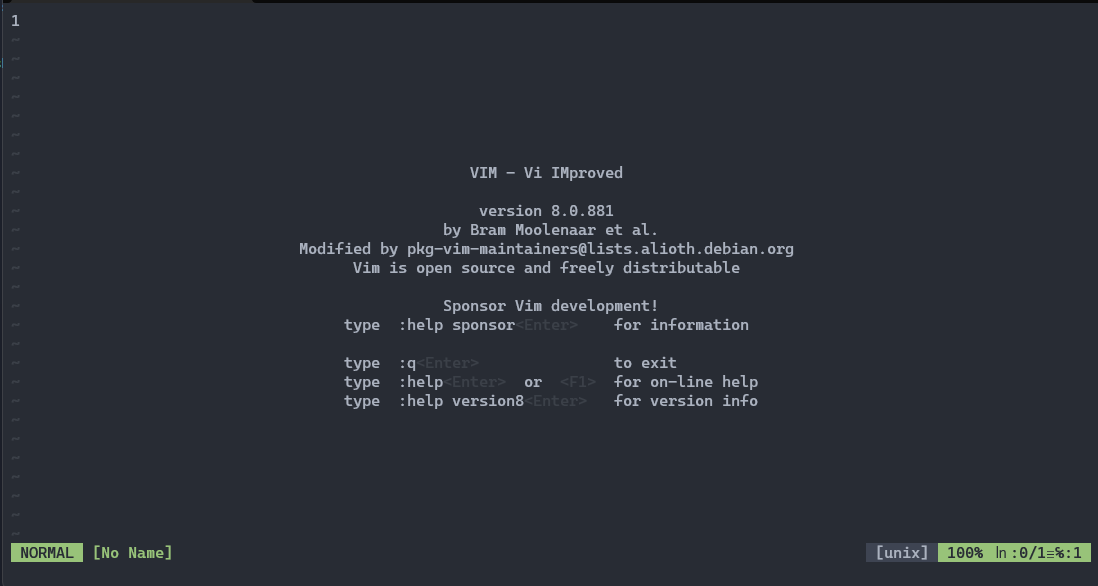 1
~
~
~
~
~
~
~
VIM - Vi IMproved
~
~
version 8.0.881
by Bram Moolenaar et al.
Modified by pkg-vim-maintainers@lists.alioth.debian.org
Vim is open source and freely distributable
~
Sponsor Vim development!
type :help sponsor<Enter> for information
~
type :q<Enter> to exit
type :help<Enter> or <F1> for on-line help
type :help version8<Enter> for version info
~
~
~
~
~
~
~
NORMAL [No Name] [unix] 100% ln :0/1≡%:1